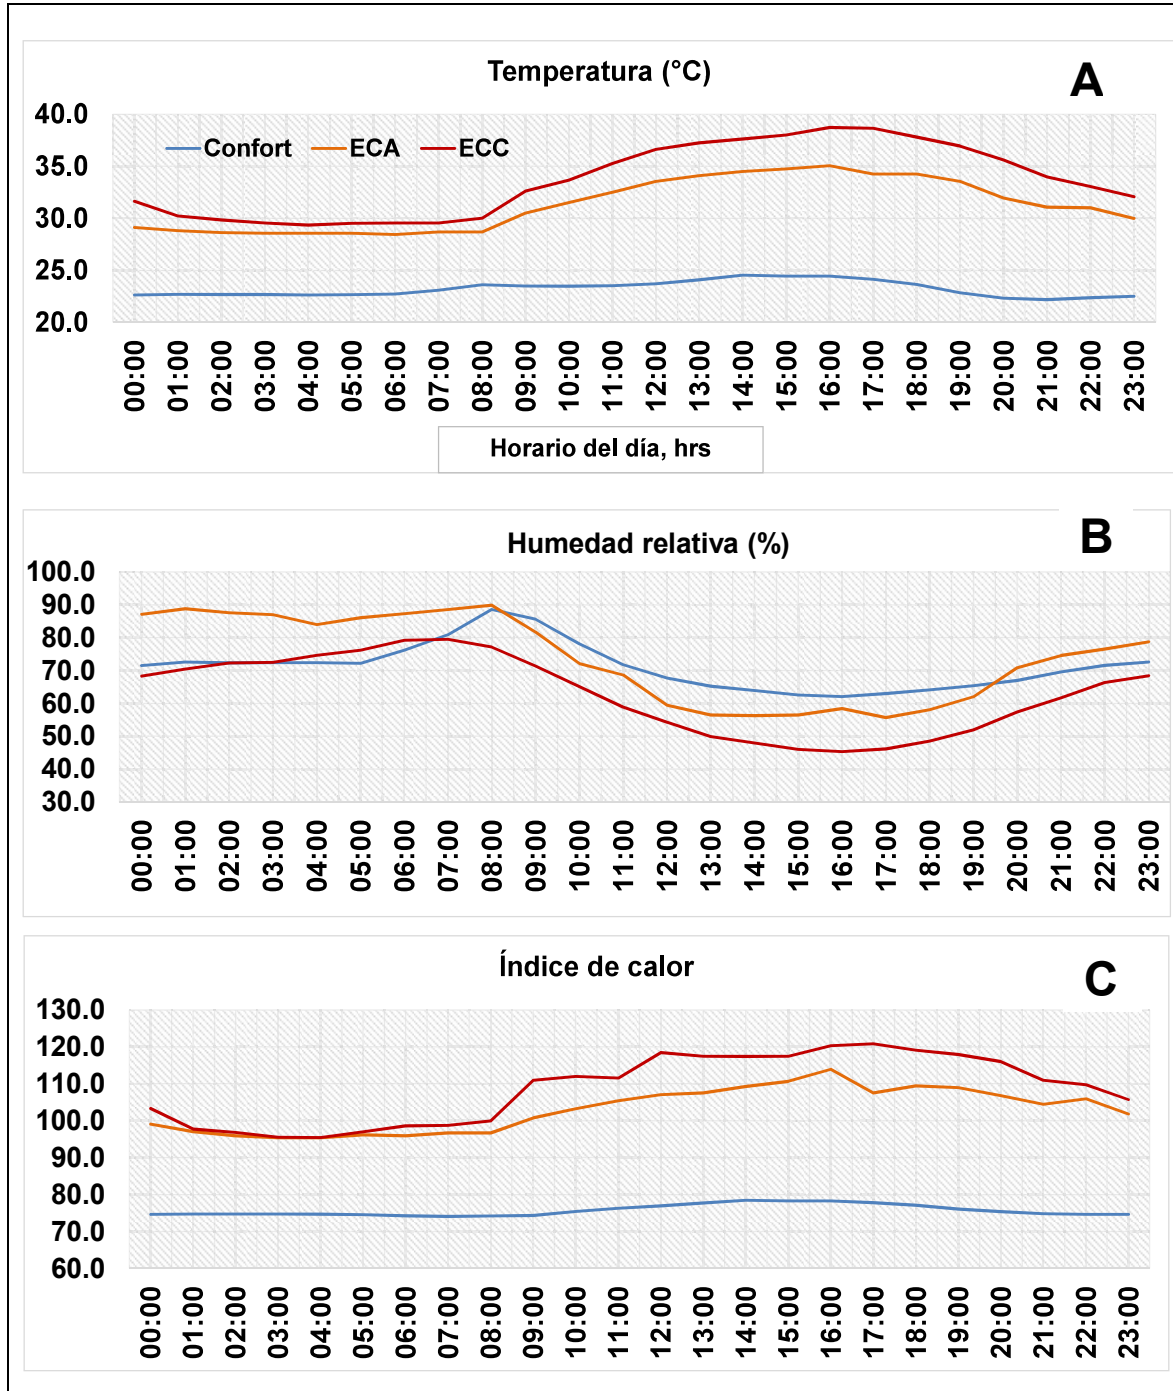 Temperatura (°C)
A
40.0
35.0
30.0
25.0
20.0
Confort ECA ECC
00:00 01:00 02:00 03:00 04:00 05:00 06:00 07:00 08:00 09:00 10:00 11:00 12:00 13:00 14:00 15:00 16:00 17:00 18:00 19:00 20:00 21:00 22:00 23:00
Horario del día, hrs
Humedad relativa (%)
B
100.0
90.0
80.0
70.0
60.0
50.0
40.0
30.0
00:00 01:00 02:00 03:00 04:00 05:00 06:00 07:00 08:00 09:00 10:00 11:00 12:00 13:00 14:00 15:00 16:00 17:00 18:00 19:00 20:00 21:00 22:00 23:00
Índice de calor
C
130.0
120.0
110.0
100.0
90.0
80.0
70.0
60.0
00:00 01:00 02:00 03:00 04:00 05:00 06:00 07:00 08:00 09:00 10:00 11:00 12:00 13:00 14:00 15:00 16:00 17:00 18:00 19:00 20:00 21:00 22:00 23:00